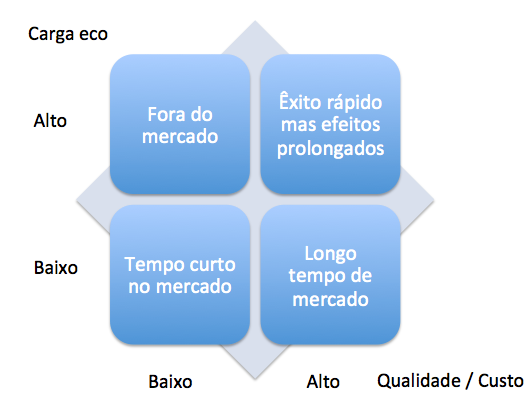 Carga eco
Alto
Fora do
mercado
Êxito rápido
mas efeitos
prolongados
Baixo
Tempo curto
no mercado
Longo
tempo de
mercado
Baixo
Alto
Qualidade / Custo